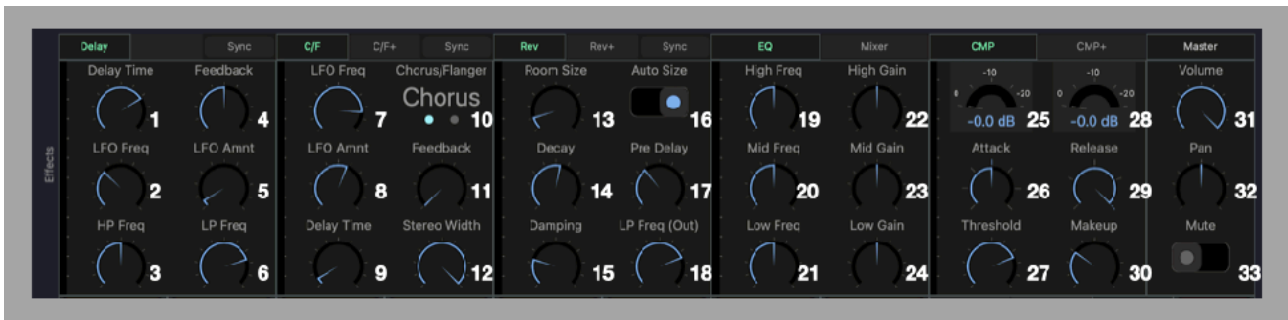 Delay Sync C/F C/F+ Sync Rev Rev+ Sync EQ Mixer CMP CMP+ Master
Effects
Delay Time Feedback LFO Freq Chorus/Flanger Room Size Auto Size High Freq High Gain -10 -10 Volume
Chorus
0 -20 0 -20
1 4 7 10 13 16 19 22 -0.0 dB 25 -0.0 dB 28 31
LFO Freq LFO Amnt LFO Amnt Feedback Decay Pre Delay Mid Freq Mid Gain Attack Release Pan
2 5 8 11 14 17 20 23 26 29 32
HP Freq LP Freq Delay Time Stereo Width Damping LP Freq (Out) Low Freq Low Gain Threshold Makeup Mute
3 6 9 12 15 18 21 24 27 30 33